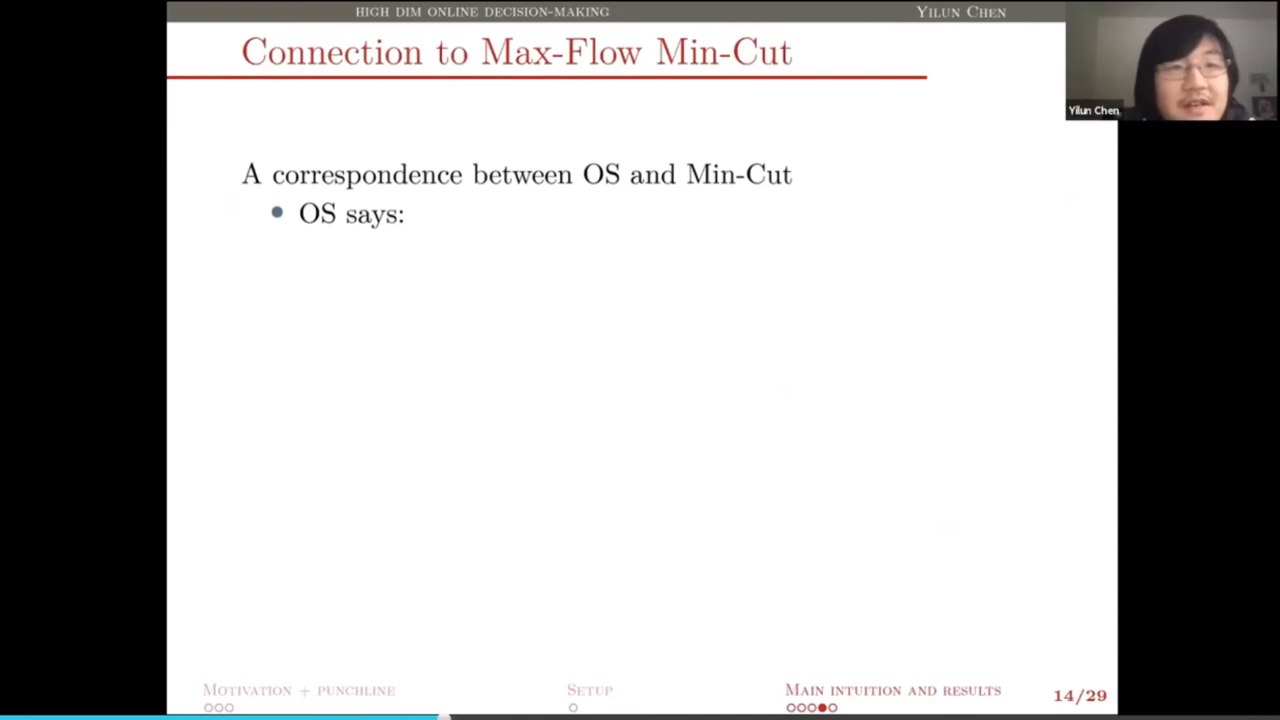 HIGH DIM ONLINE DECISION-MAKING YILUN CHEN
Connection to Max-Flow Min-Cut
Yilun Chen
A correspondence between OS and Min-Cut
OS says:
MOTIVATION + PUNCHLINE SETUP MAIN INTUITION AND RESULTS 14/29